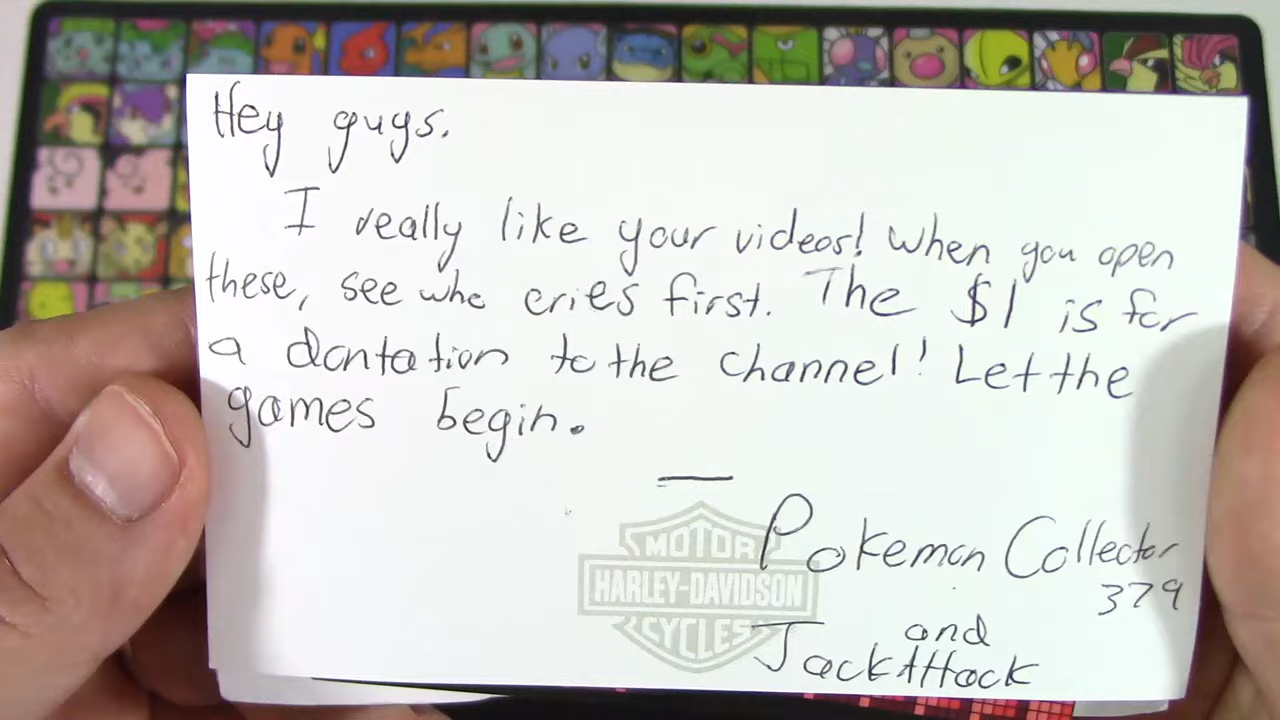 Hey guys.
I really like your videos! When you open
these, see who cries first. The $1 is for
a dontation to the channel! Let the
games begin.
—
Pokemon Collector
379
and
JackAttack
MOTOR
HARLEY-DAVIDSON
CYCLES